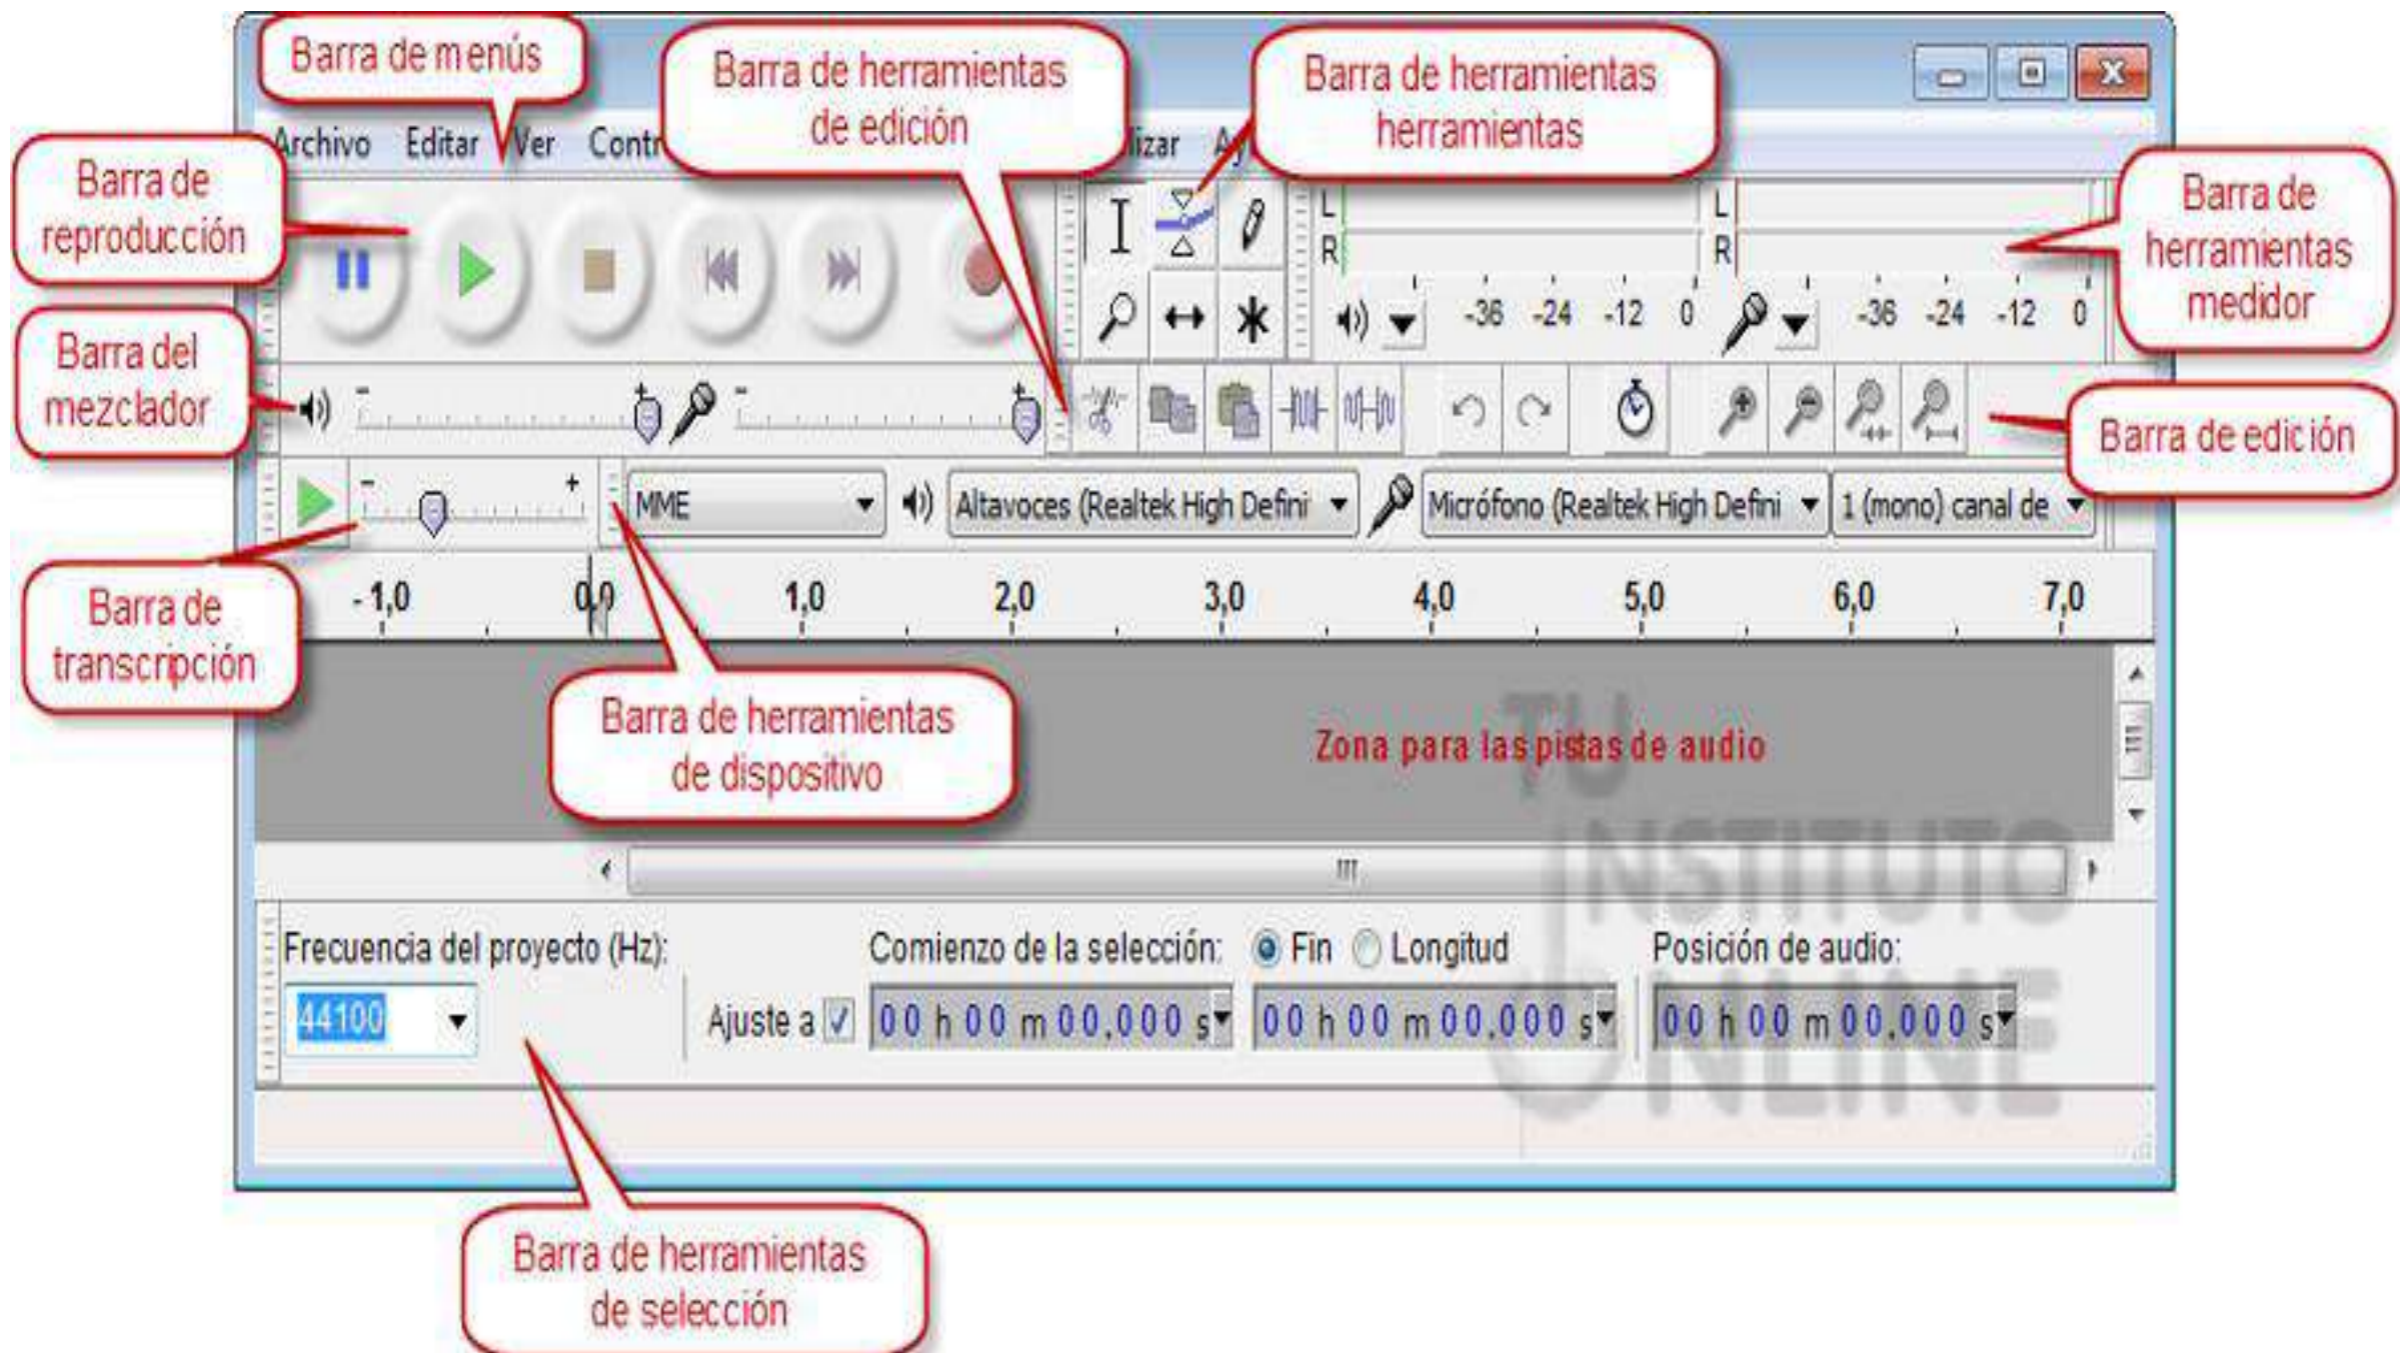 Barra de menús
Barra de herramientas
de edición
Barra de herramientas
herramientas
Archivo Editar Ver
Barra de
reproducción
Barra de
herramientas
medidor
L
R
L
R
-36 -24 -12 0
-36 -24 -12 0
Barra del
mezclador
- +
- +
Barra de edición
- +
MME
Altavoces (Realtek High Defini
Micrófono (Realtek High Defini
1 (mono) canal de
Barra de
transcripción
- 1,0 0,0 1,0 2,0 3,0 4,0 5,0 6,0 7,0
Barra de herramientas
de dispositivo
Zona para las pistas de audio
TU
INSTITUTO
ONLINE
Frecuencia del proyecto (Hz):
Comienzo de la selección:
Fin Longitud
Posición de audio:
44100
Ajuste a
00 h 00 m 00.000 s
00 h 00 m 00.000 s
00 h 00 m 00.000 s
Barra de herramientas
de selección